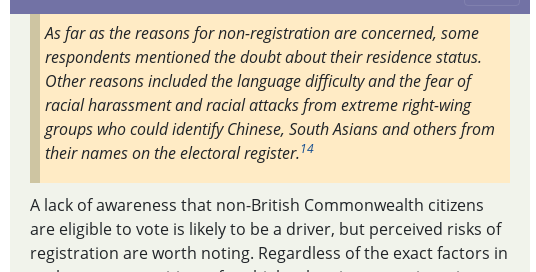 As far as the reasons for non-registration are concerned, some
respondents mentioned the doubt about their residence status.
Other reasons included the language difficulty and the fear of
racial harassment and racial attacks from extreme right-wing
groups who could identify Chinese, South Asians and others from
their names on the electoral register.14
A lack of awareness that non-British Commonwealth citizens
are eligible to vote is likely to be a driver, but perceived risks of
registration are worth noting. Regardless of the exact factors in